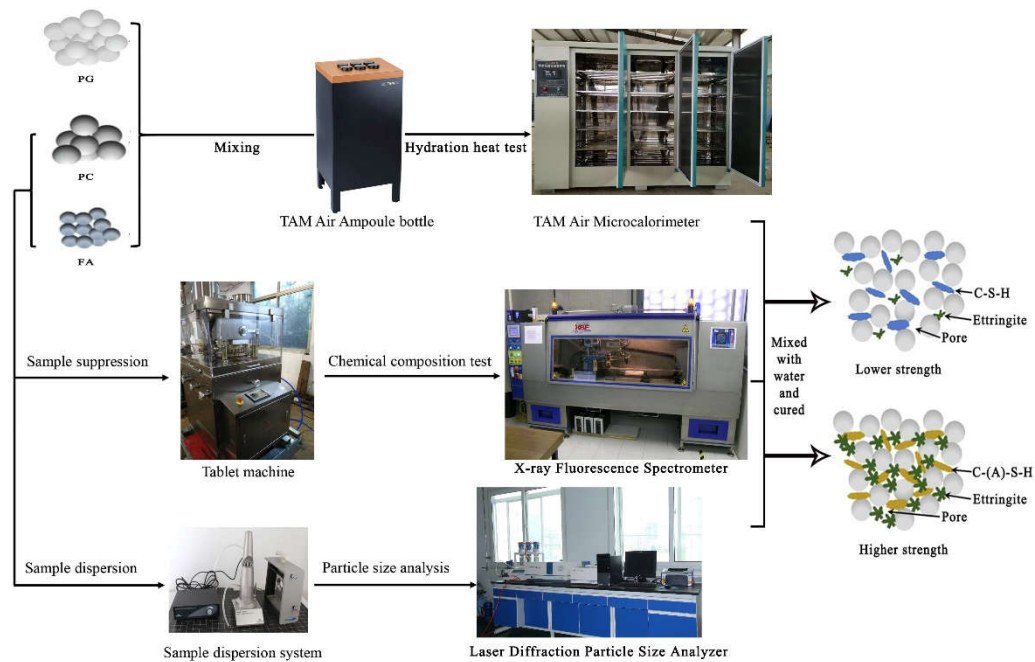 PG
PC
FA
Mixing
Hydration heat test
TAM Air Ampoule bottle
TAM Air Microcalorimeter
Sample suppression
Chemical composition test
XRF
Tablet machine
X-ray Fluorescence Spectrometer
Sample dispersion
Particle size analysis
Sample dispersion system
Laser Diffraction Particle Size Analyzer
Mixed
with
water
and
cured
C-S-H
Ettringite
Pore
Lower strength
C-(A)-S-H
Ettringite
Pore
Higher strength